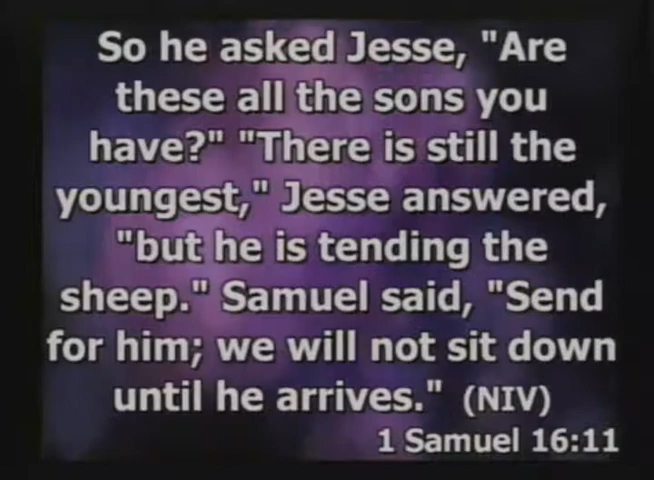 So he asked Jesse, "Are
these all the sons you
have?" "There is still the
youngest," Jesse answered,
"but he is tending the
sheep." Samuel said, "Send
for him; we will not sit down
until he arrives." (NIV)
1 Samuel 16:11